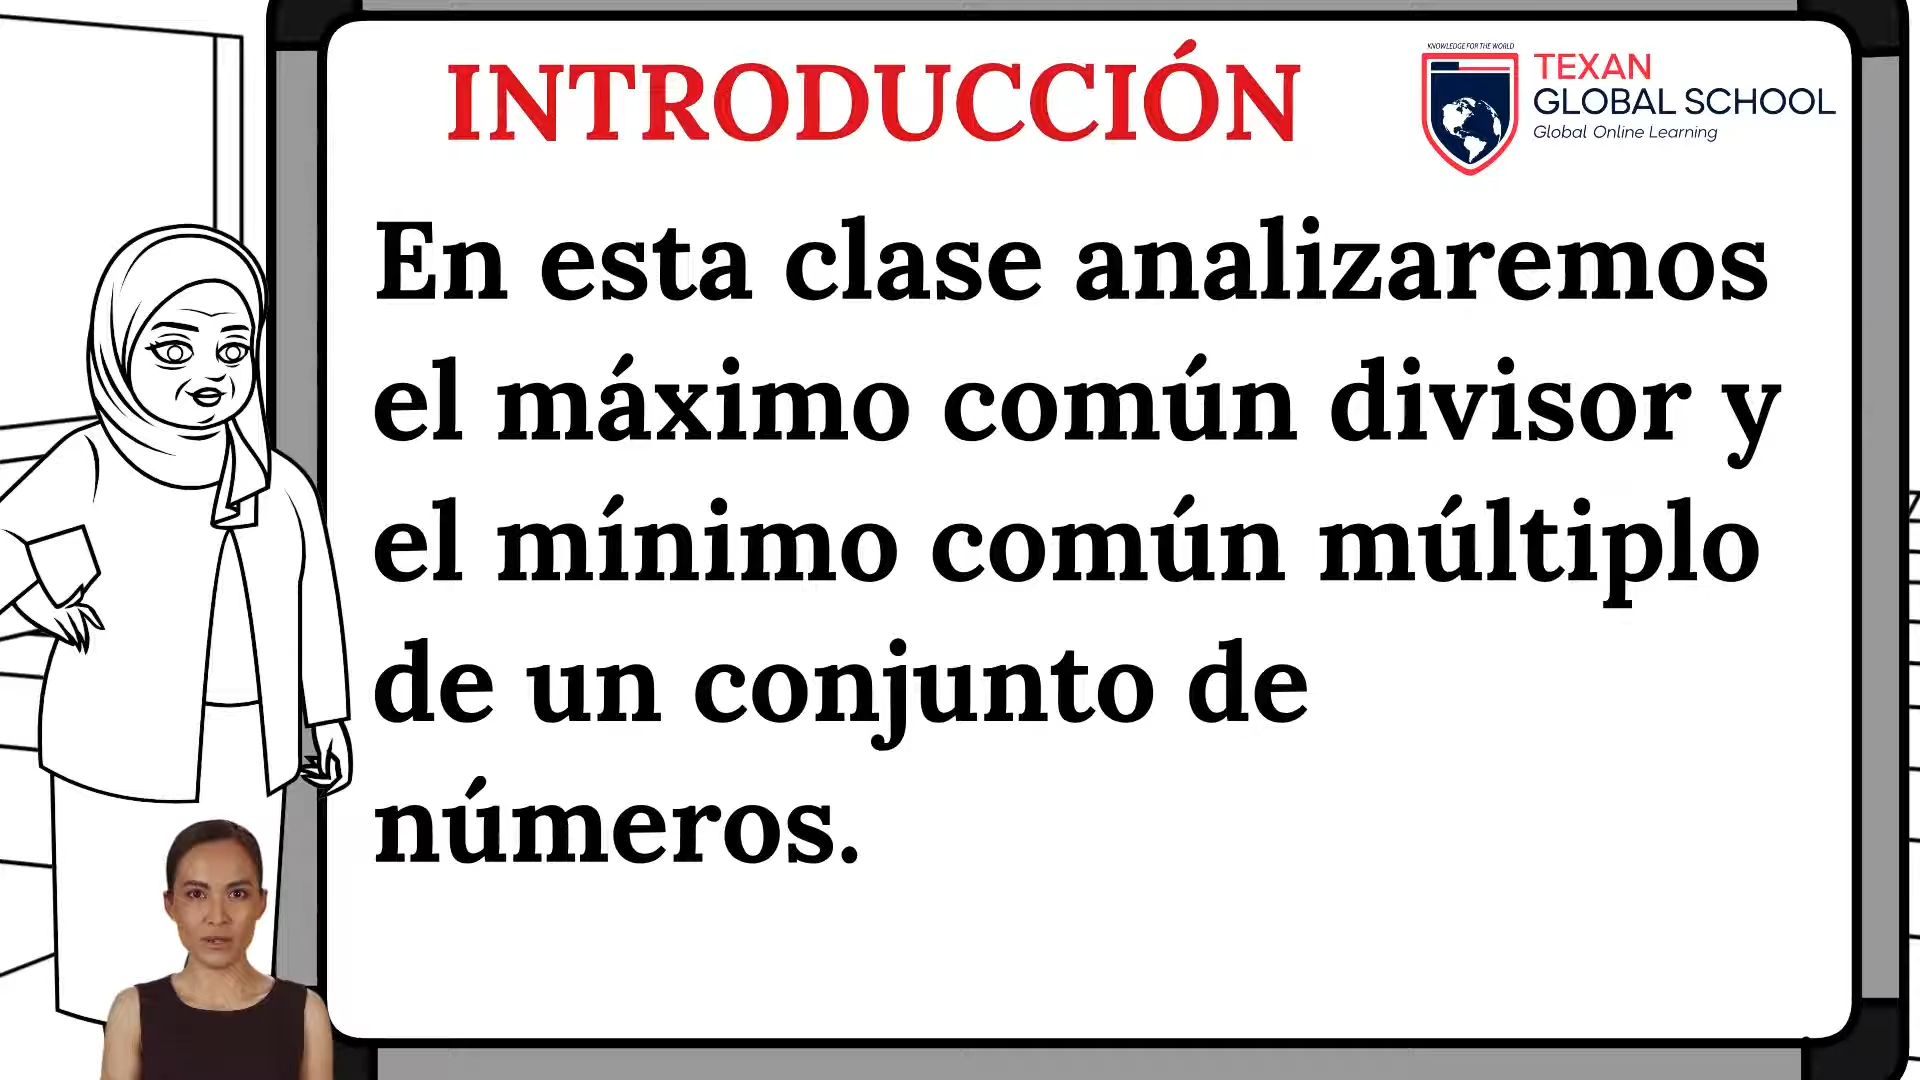 INTRODUCCIÓN
KNOWLEDGE FOR THE WORLD
TEXAN
GLOBAL SCHOOL
Global Online Learning
En esta clase analizaremos
el máximo común divisor y
el mínimo común múltiplo
de un conjunto de
números.